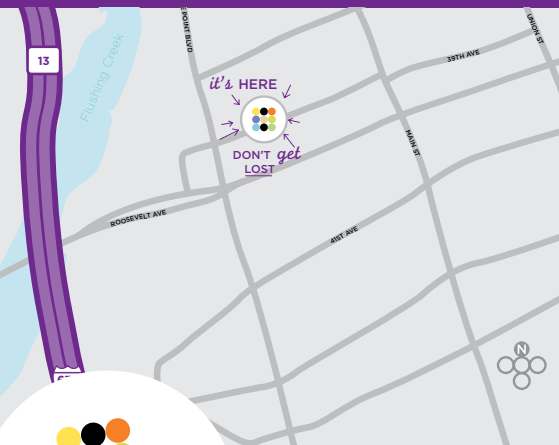 E POINT BLVD
UNION ST
13
Flushing Creek
39TH AVE
it's HERE
MAIN ST
DON'T get
LOST
ROOSEVELT AVE
41ST AVE
N